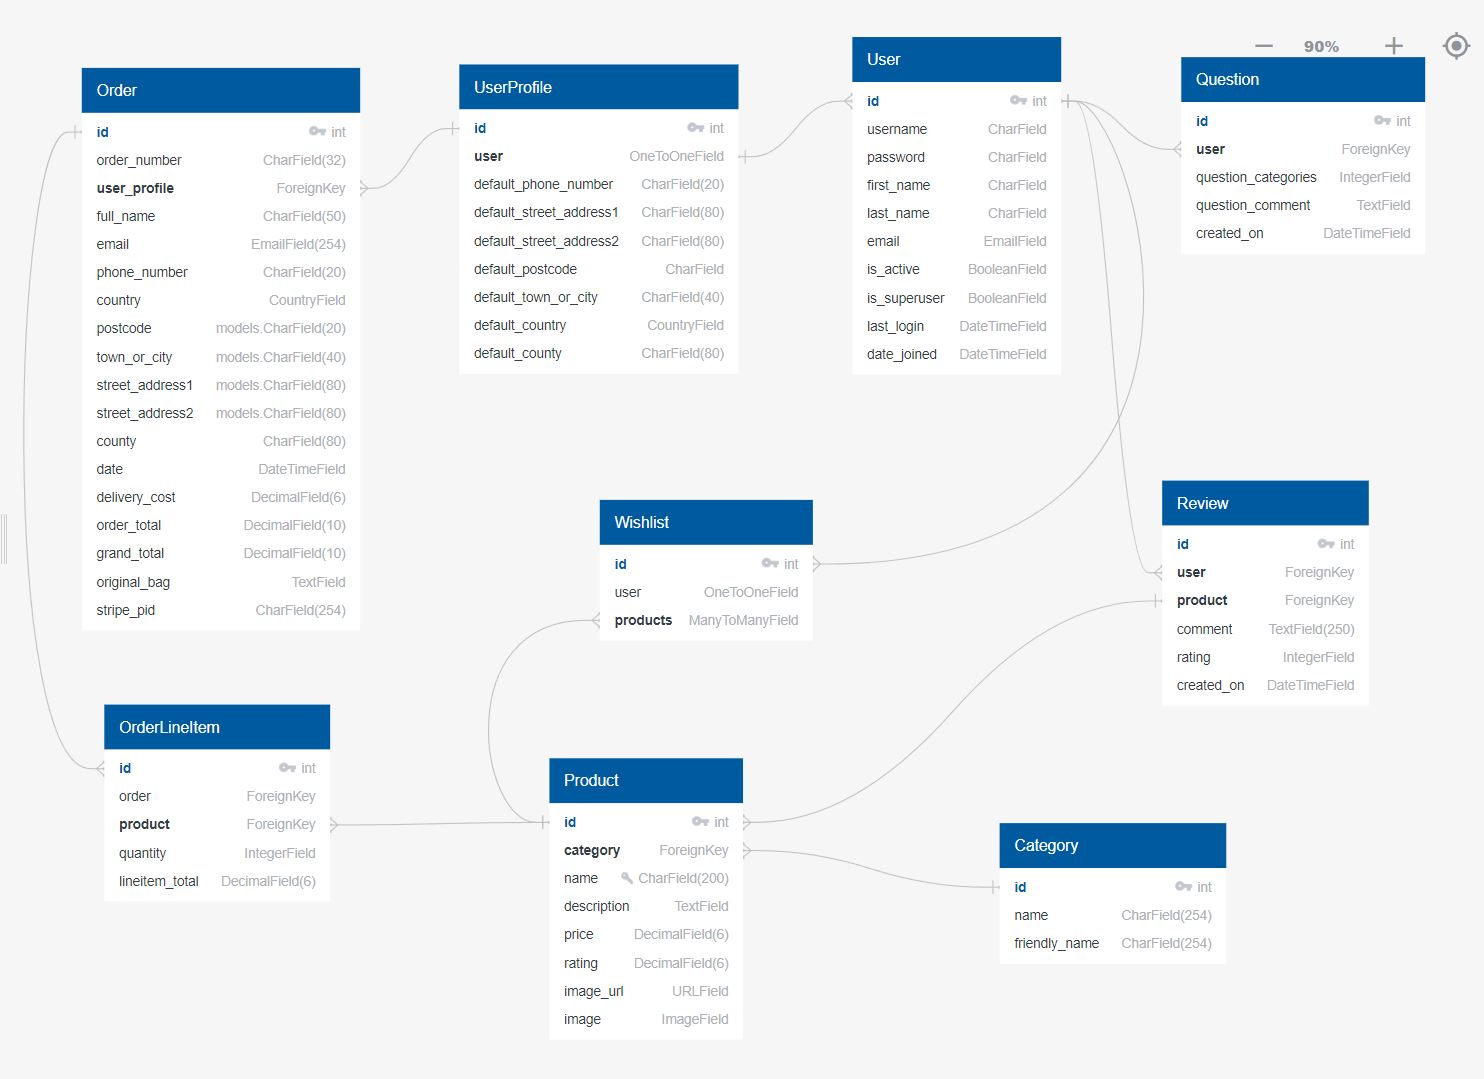 90%
Order
id int
order_number CharField(32)
user_profile ForeignKey
full_name CharField(50)
email EmailField(254)
phone_number CharField(20)
country CountryField
postcode models.CharField(20)
town_or_city models.CharField(40)
street_address1 models.CharField(80)
street_address2 models.CharField(80)
county CharField(80)
date DateTimeField
delivery_cost DecimalField(6)
order_total DecimalField(10)
grand_total DecimalField(10)
original_bag TextField
stripe_pid CharField(254)
UserProfile
id int
user OneToOneField
default_phone_number CharField(20)
default_street_address1 CharField(80)
default_street_address2 CharField(80)
default_postcode CharField
default_town_or_city CharField(40)
default_country CountryField
default_county CharField(80)
User
id int
username CharField
password CharField
first_name CharField
last_name CharField
email EmailField
is_active BooleanField
is_superuser BooleanField
last_login DateTimeField
date_joined DateTimeField
Question
id int
user ForeignKey
question_categories IntegerField
question_comment TextField
created_on DateTimeField
Wishlist
id int
user OneToOneField
products ManyToManyField
Review
id int
user ForeignKey
product ForeignKey
comment TextField(250)
rating IntegerField
created_on DateTimeField
OrderLineItem
id int
order ForeignKey
product ForeignKey
quantity IntegerField
lineitem_total DecimalField(6)
Product
id int
category ForeignKey
name CharField(200)
description TextField
price DecimalField(6)
rating DecimalField(6)
image_url URLField
image ImageField
Category
id int
name CharField(254)
friendly_name CharField(254)